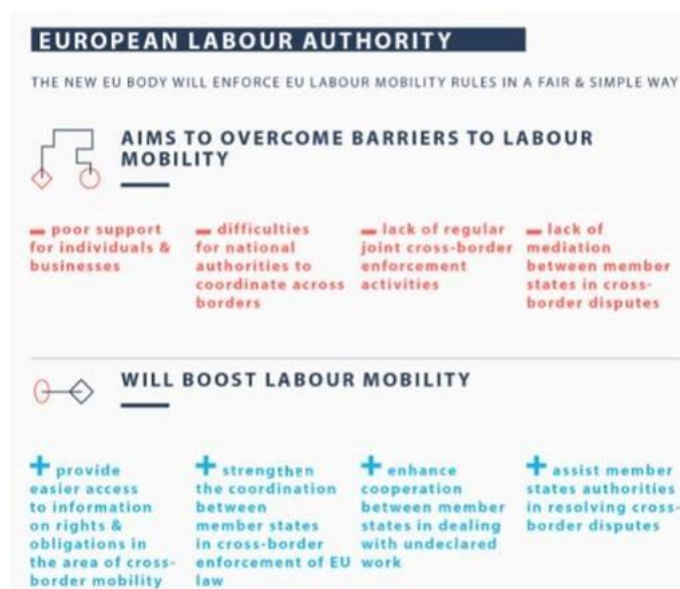 EUROPEAN LABOUR AUTHORITY
THE NEW EU BODY WILL ENFORCE EU LABOUR MOBILITY RULES IN A FAIR & SIMPLE WAY
AIMS TO OVERCOME BARRIERS TO LABOUR
MOBILITY
poor support
for individuals &
businesses
difficulties
for national
authorities to
coordinate across
borders
lack of regular
joint cross-border
enforcement
activities
lack of
mediation
between member
states in cross-
border disputes
WILL BOOST LABOUR MOBILITY
provide
easier access
to information
on rights &
obligations in
the area of cross-
border mobility
strengthen
the coordination
between
member states
in cross-border
enforcement of EU
law
enhance
cooperation
between member
states in dealing
with undeclared
work
assist member
states authorities
in resolving cross-
border disputes